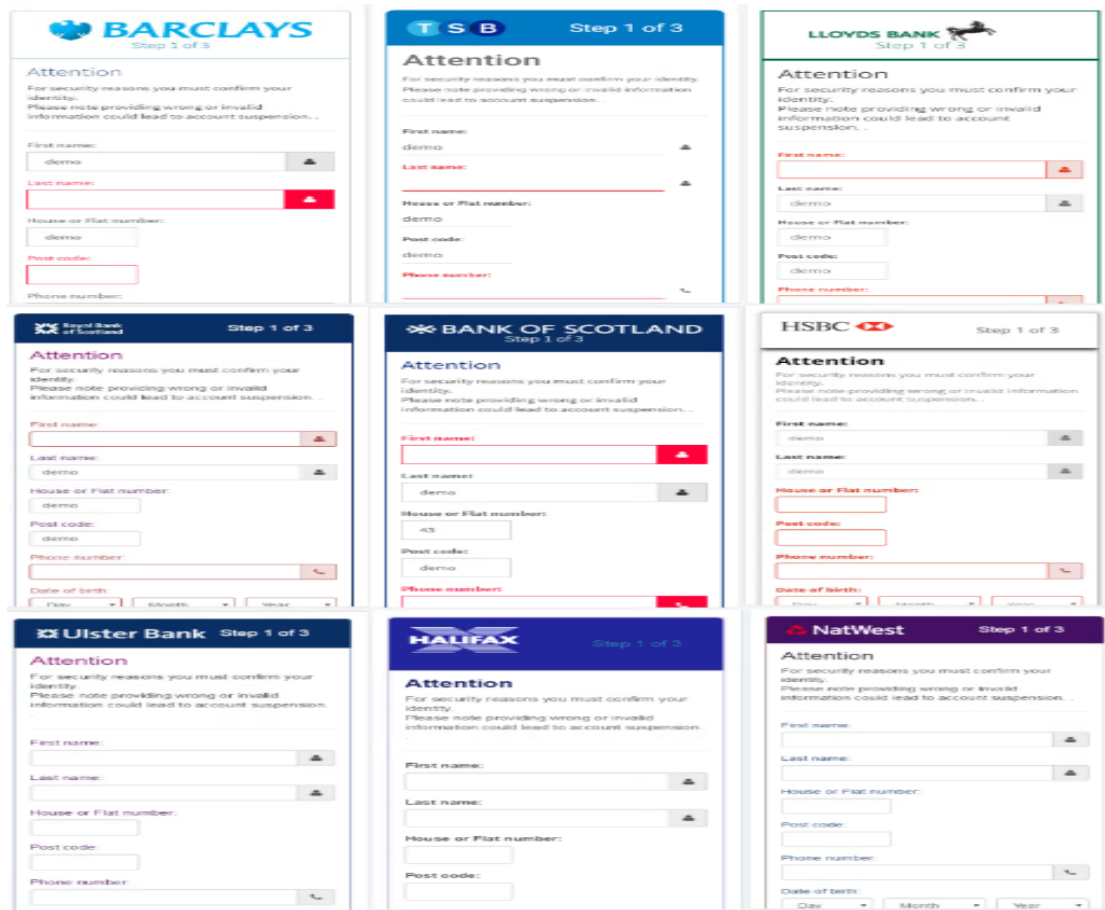 BARCLAYS
Step 1 of 3
Attention
For security reasons you must confirm your
identity.
Please note providing wrong or invalid
information could lead to account suspension. .
First name:
demo
Last name:
House or Flat number:
demo
Post code:
Phone number:
T S B
Step 1 of 3
Attention
For security reasons you must confirm your identity.
Please note providing wrong or invalid information
could lead to account suspension. .
First name:
demo
Last name:
House or Flat number:
demo
Post code:
demo
Phone number:
LLOYDS BANK
Step 1 of 3
Attention
For security reasons you must confirm your
identity.
Please note providing wrong or invalid
information could lead to account
suspension. .
First name:
Last name:
demo
House or Flat number:
demo
Post code:
demo
Phone number:
Royal Bank
of Scotland
Step 1 of 3
Attention
For security reasons you must confirm your
identity.
Please note providing wrong or invalid
information could lead to account suspension. .
First name:
Last name:
demo
House or Flat number:
demo
Post code:
demo
Phone number:
Date of birth:
Day Month Year
BANK OF SCOTLAND
Step 1 of 3
Attention
For security reasons you must confirm your
identity.
Please note providing wrong or invalid
information could lead to account suspension. .
First name:
Last name:
demo
House or Flat number:
43
Post code:
demo
Phone number:
HSBC
Step 1 of 3
Attention
For security reasons you must confirm your
identity.
Please note providing wrong or invalid information
could lead to account suspension. .
First name:
demo
Last name:
demo
House or Flat number:
Post code:
Phone number:
Date of birth:
Day Month Year
Ulster Bank Step 1 of 3
Attention
For security reasons you must confirm your
identity.
Please note providing wrong or invalid
information could lead to account suspension.
.
First name:
Last name:
House or Flat number:
Post code:
Phone number:
HALIFAX
Step 1 of 3
Attention
For security reasons you must confirm your
identity.
Please note providing wrong or invalid
information could lead to account suspension.
First name:
Last name:
House or Flat number:
Post code:
NatWest
Step 1 of 3
Attention
For security reasons you must confirm your
identity.
Please note providing wrong or invalid
information could lead to account suspension. .
First name:
Last name:
House or Flat number:
Post code:
Phone number:
Date of birth:
Day Month Year